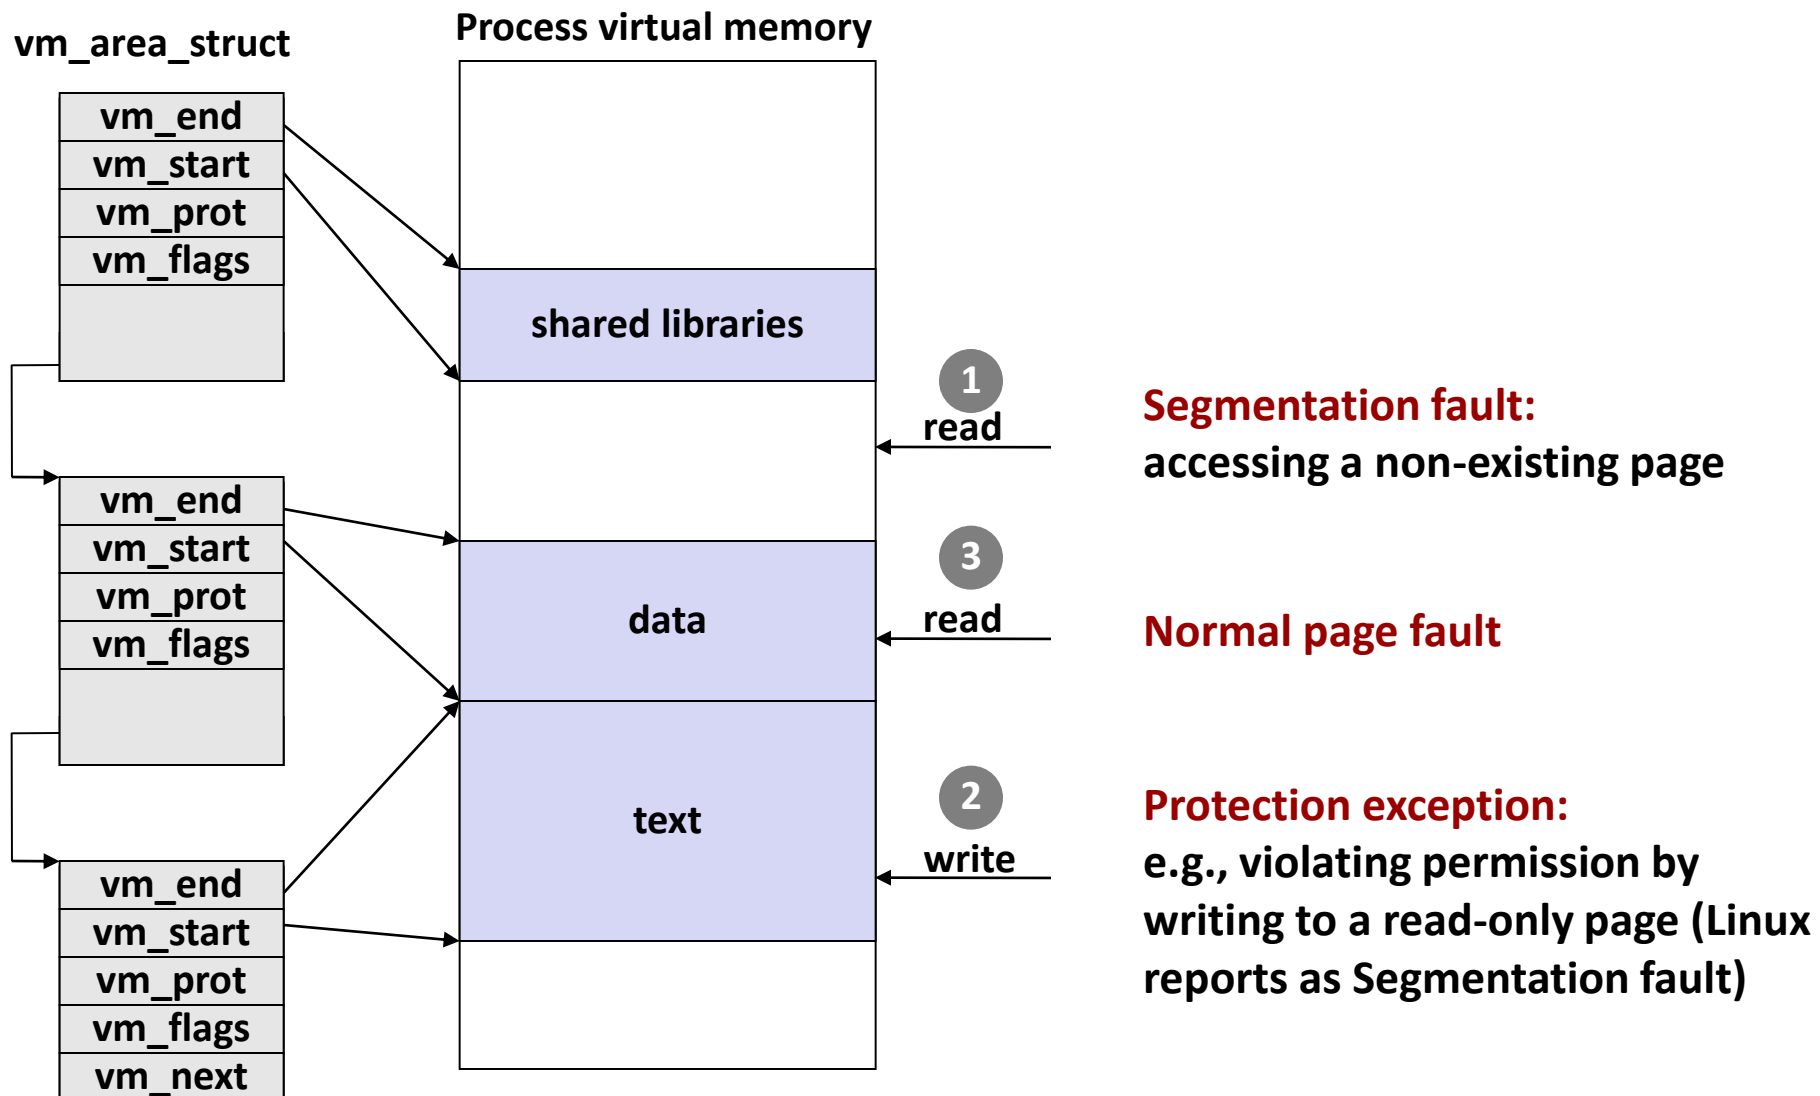 vm_area_struct
vm_end
vm_start
vm_prot
vm_flags
vm_end
vm_start
vm_prot
vm_flags
vm_end
vm_start
vm_prot
vm_flags
vm_next
Process virtual memory
shared libraries
data
text
1
read
3
read
2
write
Segmentation fault:
accessing a non-existing page
Normal page fault
Protection exception:
e.g., violating permission by
writing to a read-only page (Linux
reports as Segmentation fault)